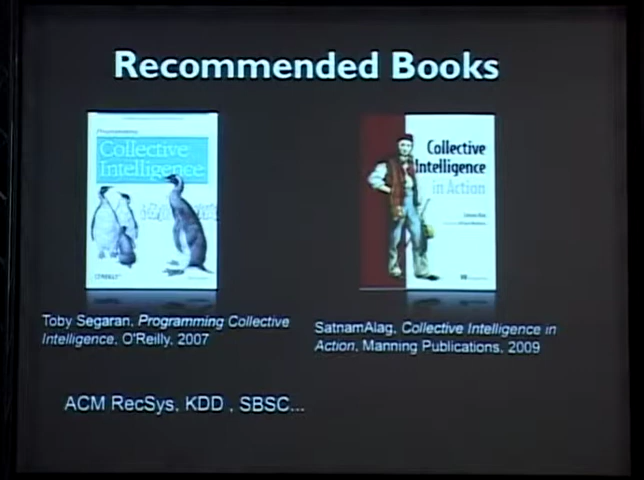 Recommended Books
Programming
Collective
Intelligence
O'REILLY
Collective
Intelligence
in Action
Toby Segaran, Programming Collective
Intelligence, O'Reilly, 2007
SatnamAlag, Collective Intelligence in
Action, Manning Publications, 2009
ACM RecSys, KDD , SBSC...